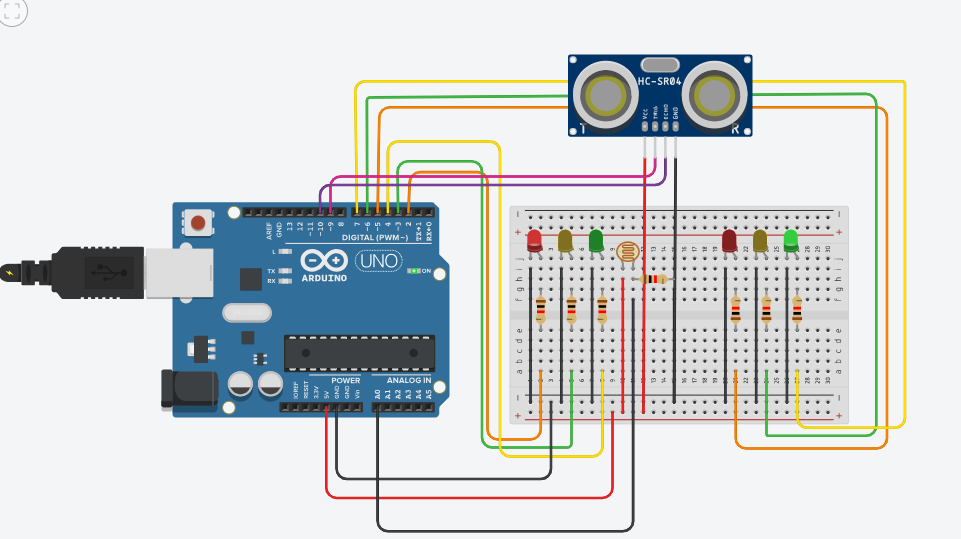 HC-SR04
VCC
TRIG
ECHO
GND
T
R
AREF
GND
13
12
~11
~10
~9
8
7
~6
~5
4
~3
2
TX→1
RX←0
DIGITAL (PWM~)
L
TX
RX
UNO
ON
ARDUINO
POWER
ANALOG IN
IOREF
RESET
3.3V
5V
GND
GND
Vin
A0
A1
A2
A3
A4
A5
j
i
h
g
f
e
d
c
b
a